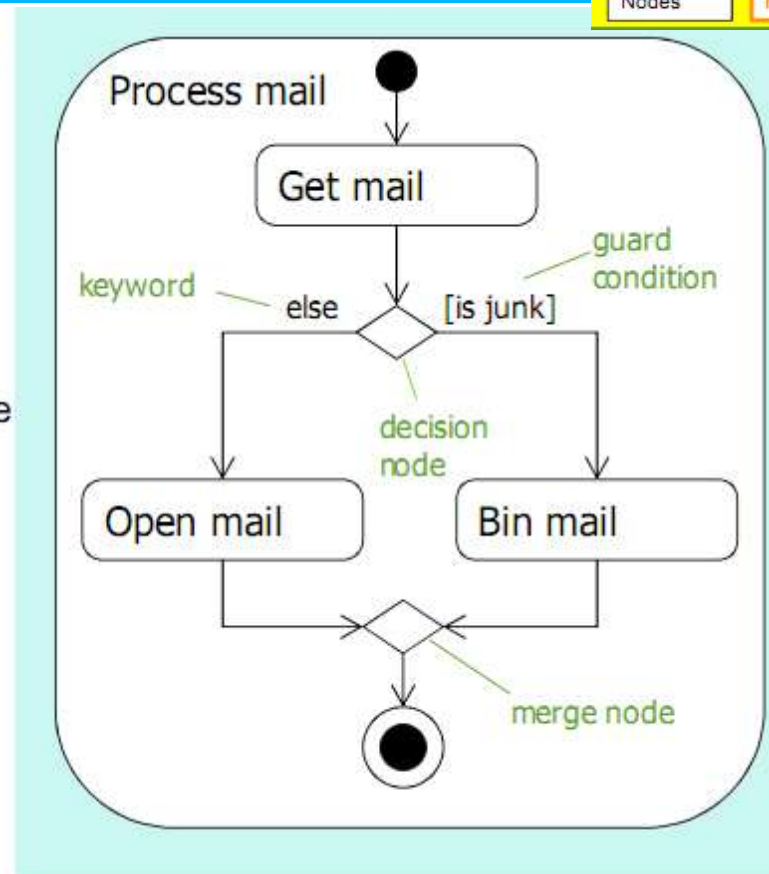 Nodes
Process mail
Get mail
guard
condition
keyword
else
[is junk]
decision
node
e
Open mail
Bin mail
merge node